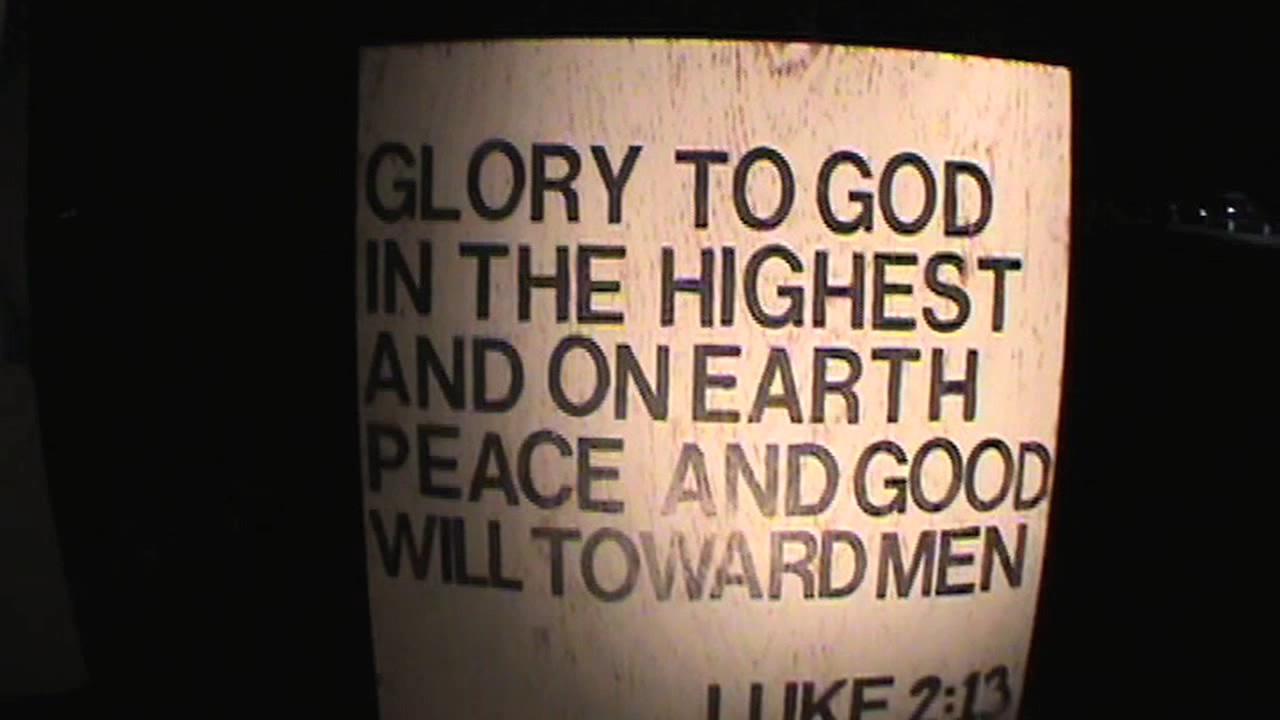 GLORY TO GOD
IN THE HIGHEST
AND ON EARTH
PEACE AND GOOD
WILL TOWARD MEN
LUKE 2:13